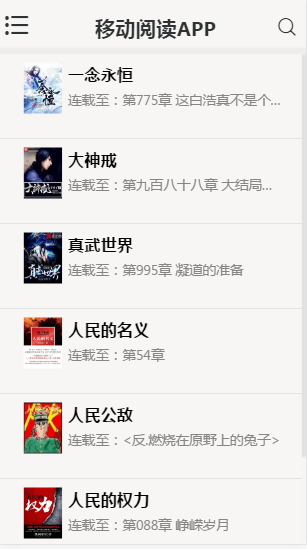 移动阅读APP
一念永恒
连载至：第775章 这白浩真不是个...
大神戒
连载至：第九百八十八章 大结局...
真武世界
连载至：第995章 凝道的准备
人民的名义
连载至：第54章
人民公敌
连载至：<反.燃烧在原野上的兔子>
人民的权力
连载至：第088章 峥嵘岁月